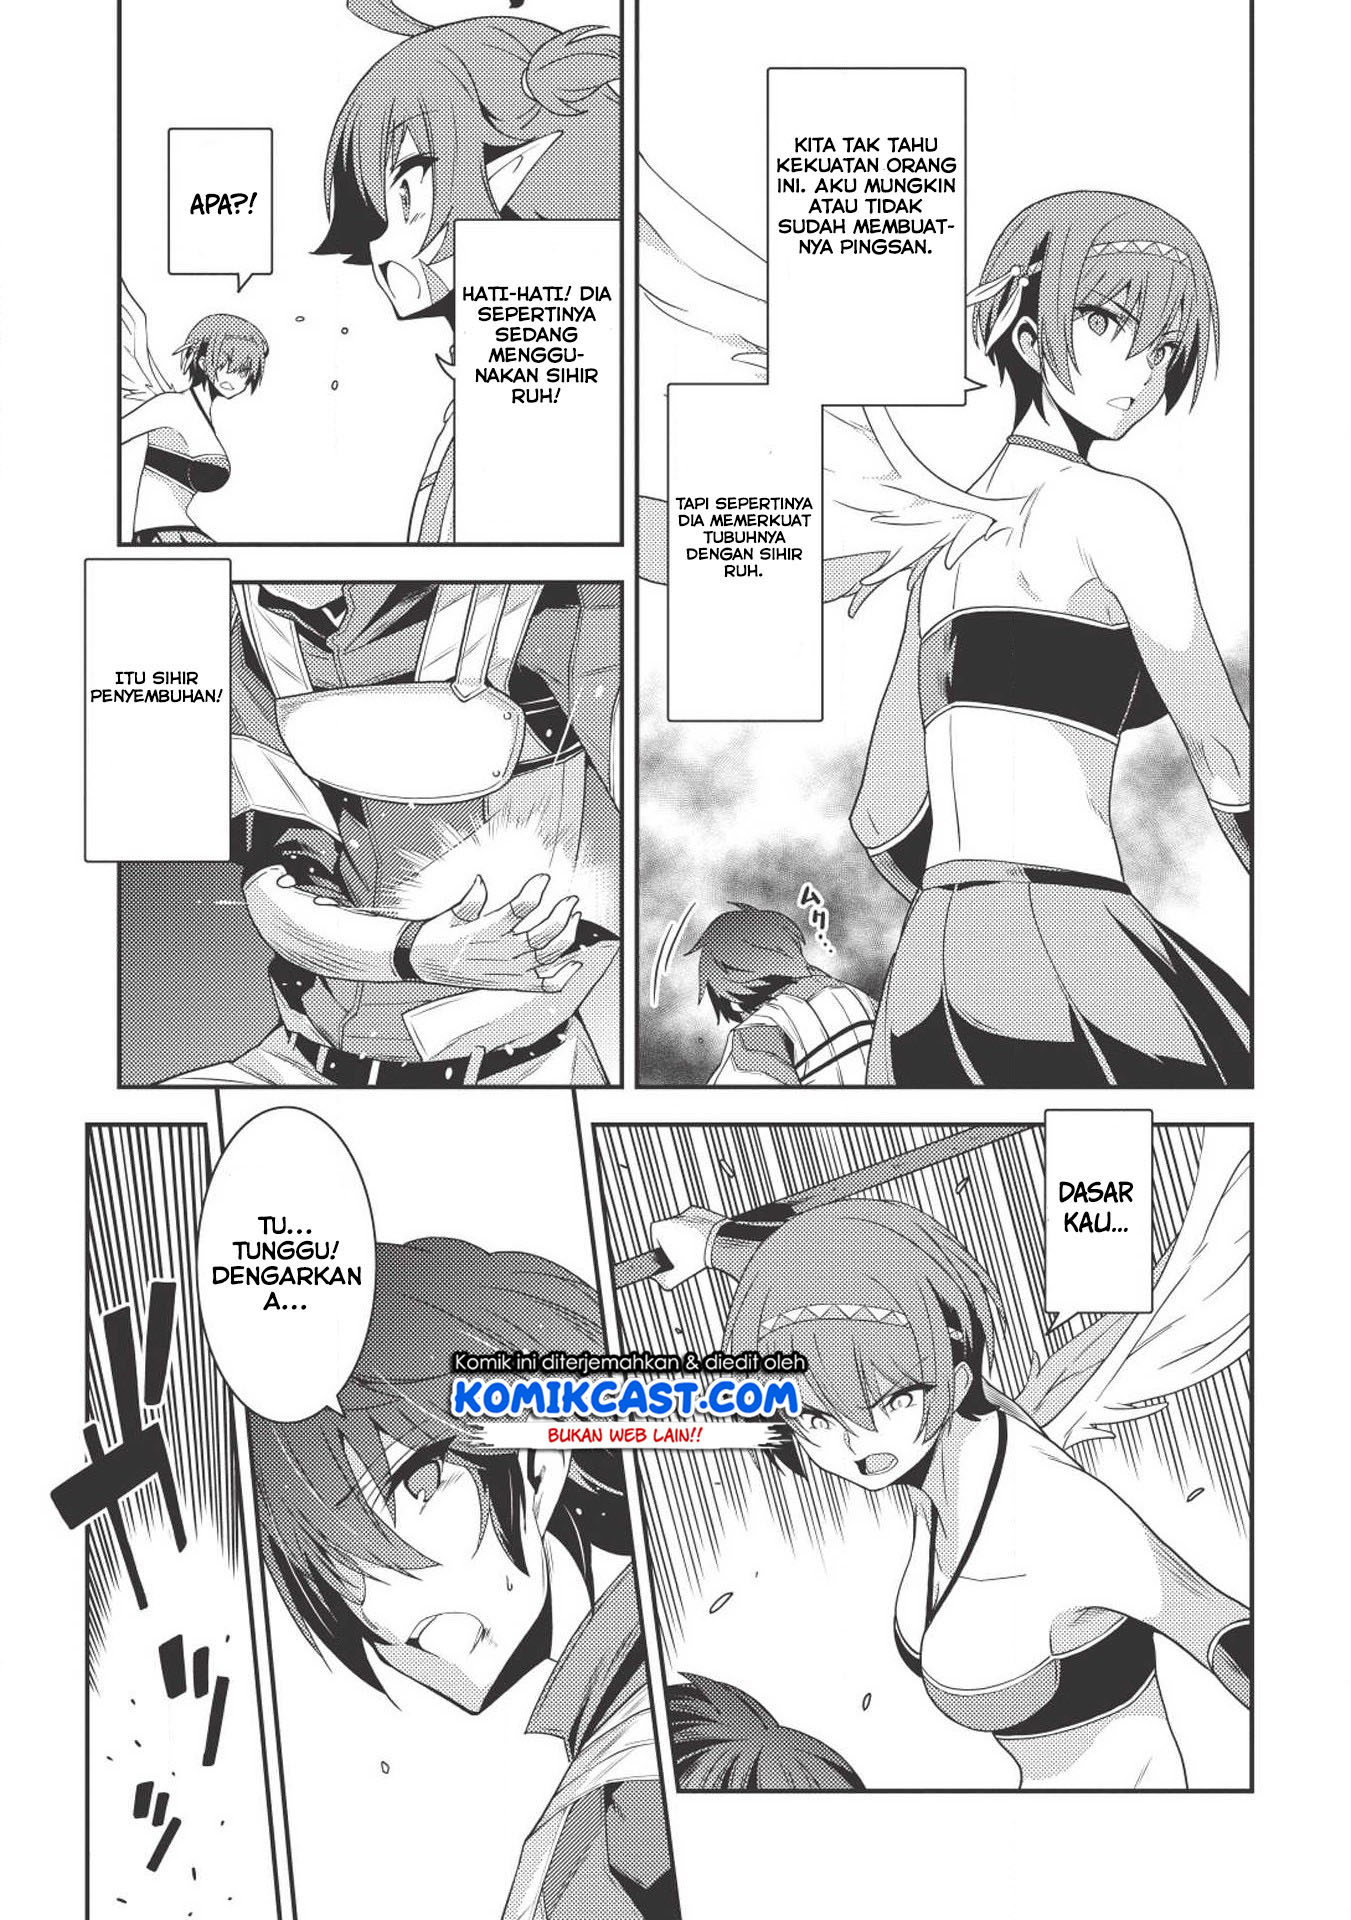 KITA TAK TAHU
KEKUATAN ORANG
INI. AKU MUNGKIN
ATAU TIDAK
SUDAH MEMBUAT-
NYA PINGSAN.
TAPI SEPERTINYA
DIA MEMERKUAT
TUBUHNYA
DENGAN SIHIR
RUH.
ムク…
HATI-HATI! DIA
SEPERTINYA
SEDANG
MENGGU-
NAKAN SIHIR
RUH!
APA?!
ITU SIHIR
PENYEMBUHAN!
DASAR
KAU...
TU...
TUNGGU!
DENGARKAN
A...
Komik ini diterjemahkan & diedit oleh
KOMIKCAST.COM
BUKAN WEB LAIN!!